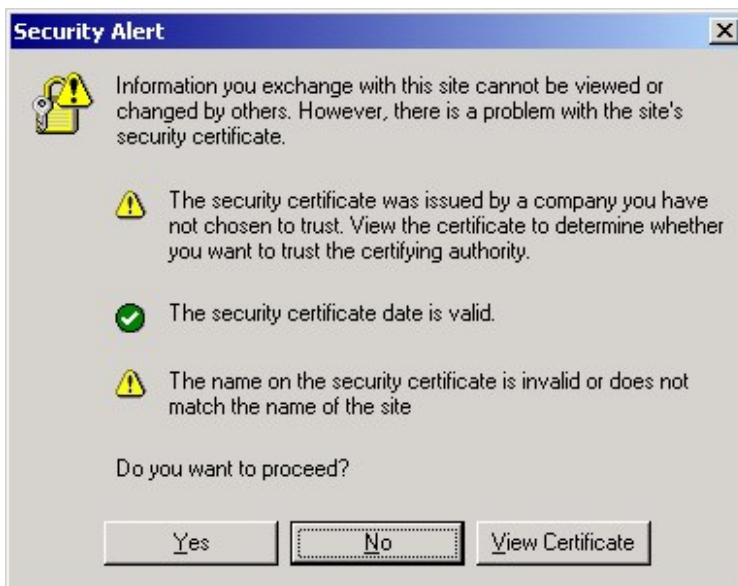 Security Alert
Information you exchange with this site cannot be viewed or
changed by others. However, there is a problem with the site's
security certificate.
The security certificate was issued by a company you have
not chosen to trust. View the certificate to determine whether
you want to trust the certifying authority.
The security certificate date is valid.
The name on the security certificate is invalid or does not
match the name of the site
Do you want to proceed?
Yes No View Certificate